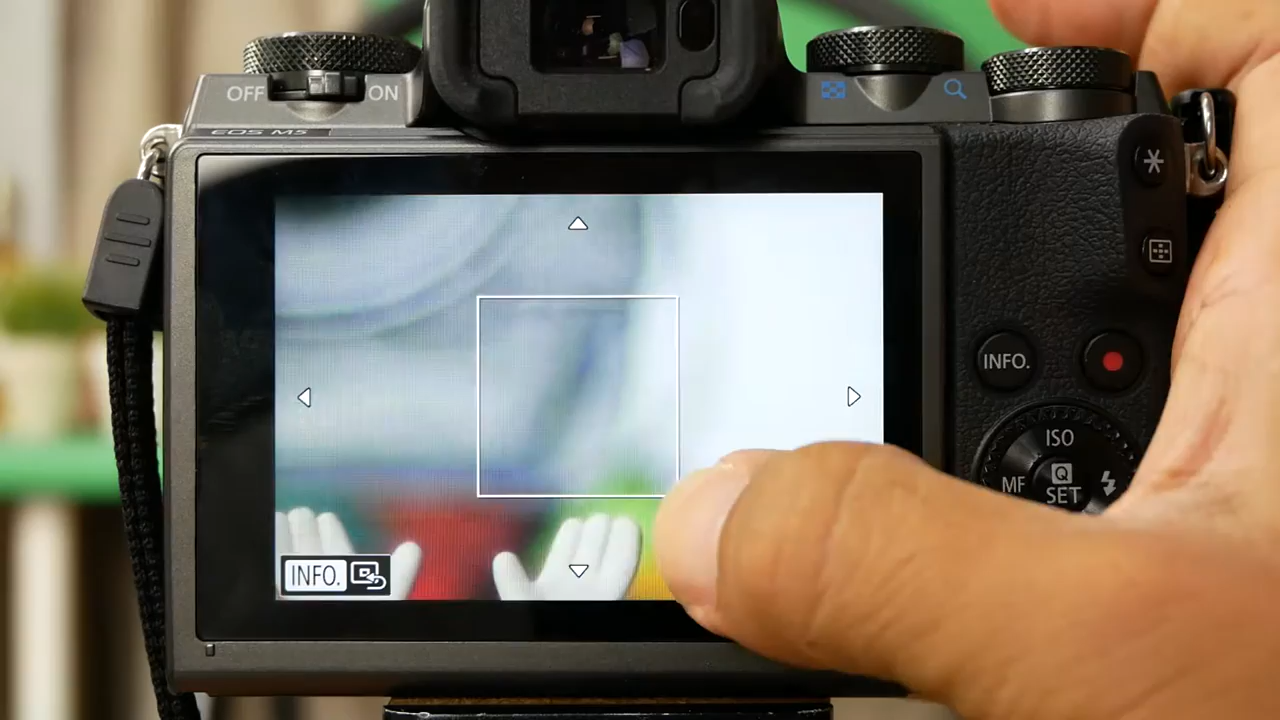 OFF ON
EOS M5
INFO.
ISO
MF
Q
SET
INFO.